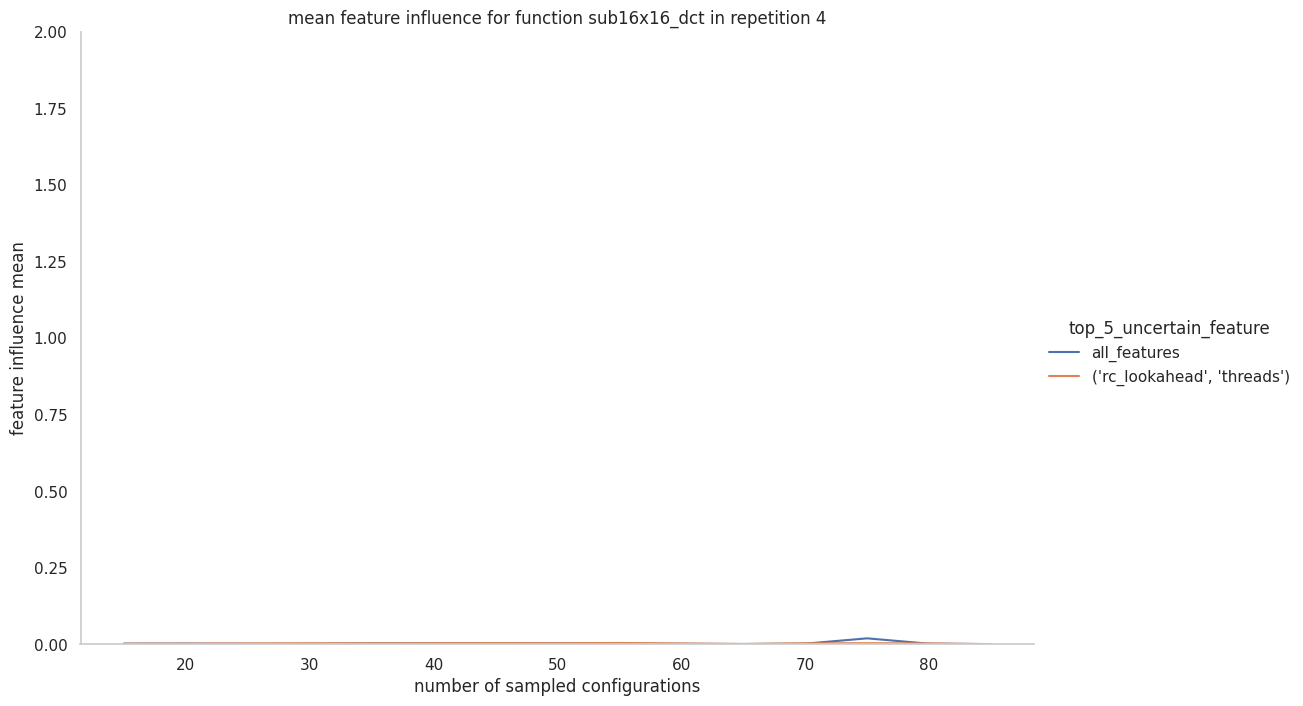 mean feature influence for function sub16x16_dct in repetition 4
2.00
1.75
1.50
1.25
1.00
0.75
0.50
0.25
0.00
feature influence mean
20 30 40 50 60 70 80
number of sampled configurations
top_5_uncertain_feature
all_features
('rc_lookahead', 'threads')